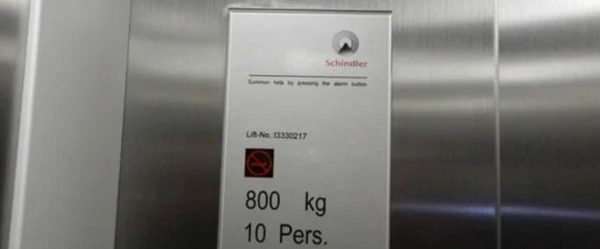 Schindler
Summon help by pressing the alarm button
Lift-No.:I3330217
800 kg
10 Pers.